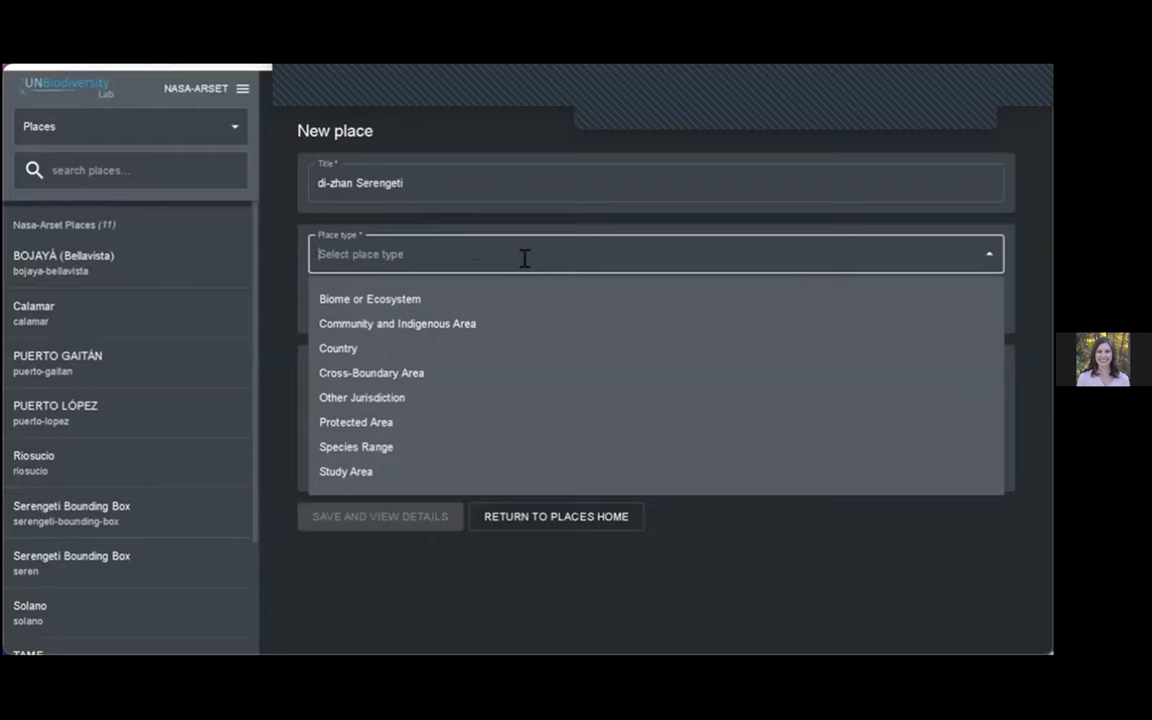 UNBiodiversity
Lab
NASA-ARSET
Places
search places...
Nasa-Arset Places (11)
BOJAYÁ (Bellavista)
bojaya-bellavista
Calamar
calamar
PUERTO GAITÁN
puerto-gaitan
PUERTO LÓPEZ
puerto-lopez
Riosucio
riosucio
Serengeti Bounding Box
serengeti-bounding-box
Serengeti Bounding Box
seren
Solano
solano
TAME
New place
Title *
di-zhan Serengeti
Place type *
Select place type
Biome or Ecosystem
Community and Indigenous Area
Country
Cross-Boundary Area
Other Jurisdiction
Protected Area
Species Range
Study Area
SAVE AND VIEW DETAILS
RETURN TO PLACES HOME